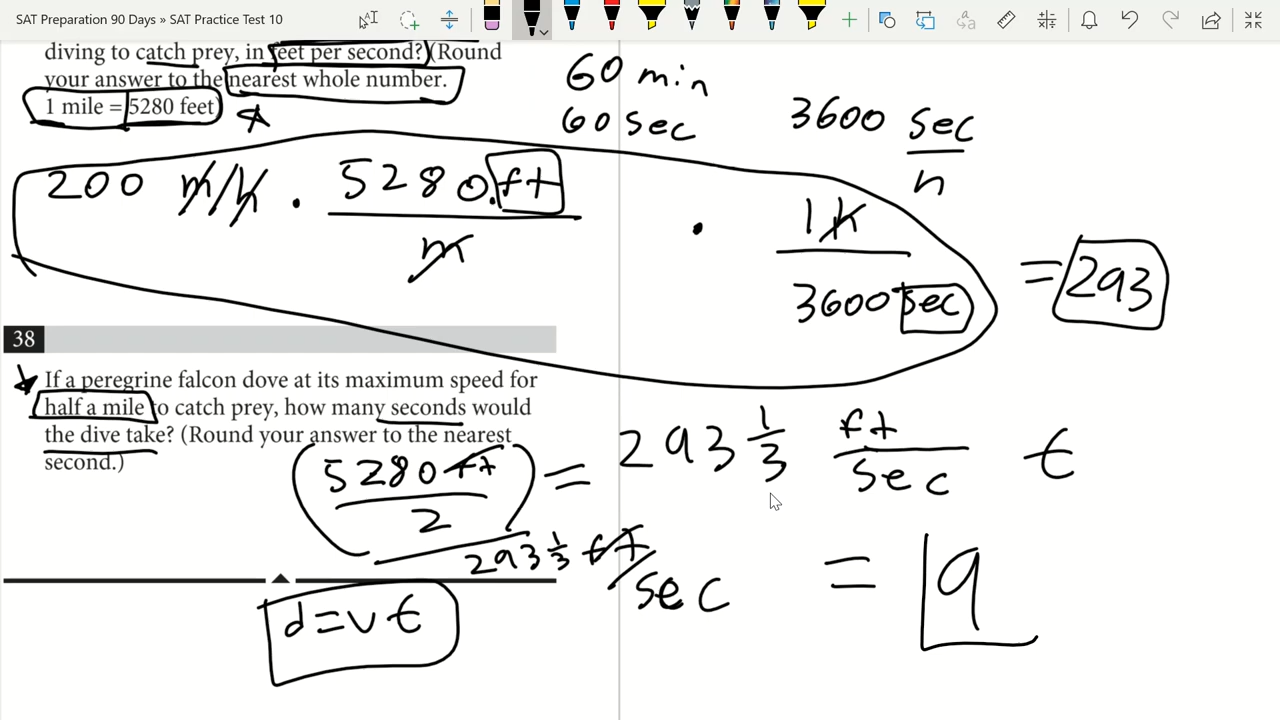 SAT Preparation 90 Days » SAT Practice Test 10
diving to catch prey, in feet per second? (Round
your answer to the nearest whole number.
1 mile = 5280 feet)
60 min
60 sec
3600 sec
h
200 m/h · 5280 ft
m
· 1 h
3600 sec
= 293
38
If a peregrine falcon dove at its maximum speed for
half a mile to catch prey, how many seconds would
the dive take? (Round your answer to the nearest
second.)
5280 ft
2
= 293 1/3 ft
sec
t
293 1/3 ft/
sec
= 9
d = v t